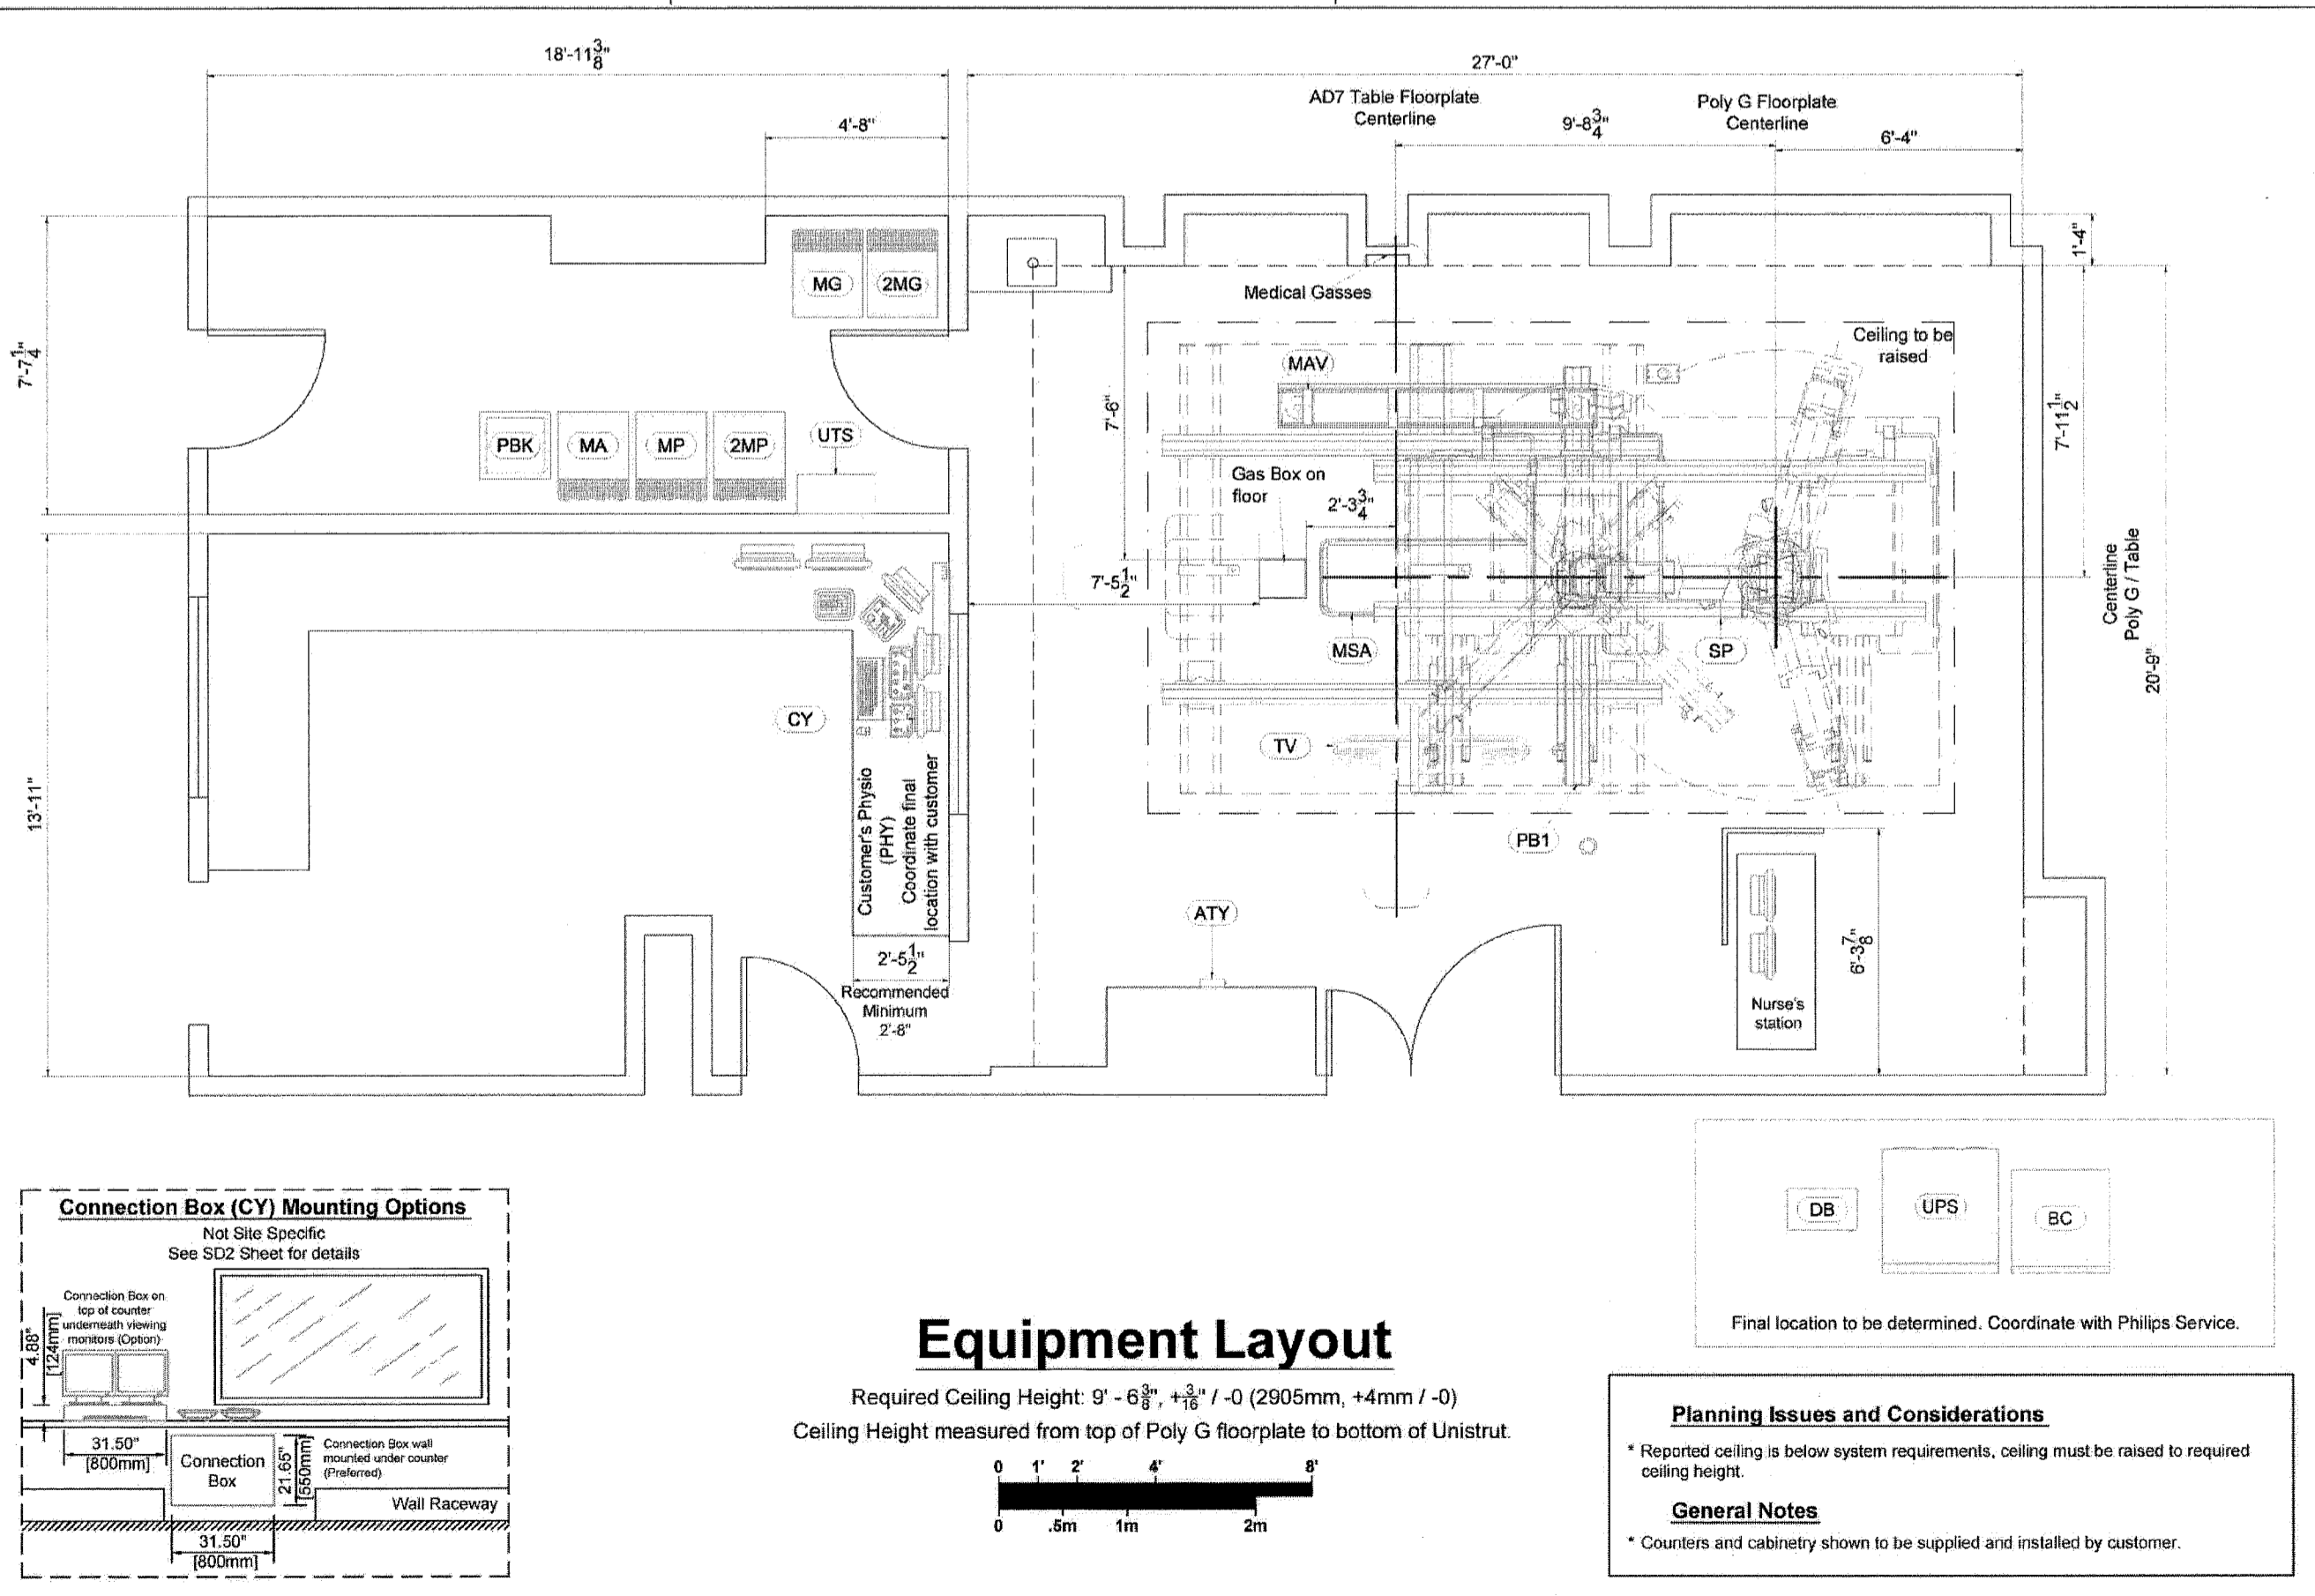 18'-11 3/8"
27'-0"
AD7 Table Floorplate
Centerline
9'-8 3/4"
Poly G Floorplate
Centerline
6'-4"
4'-8"
1'-4"
MG
2MG
Medical Gasses
Ceiling to be
raised
7'-7 1/4"
MAV
7'-6"
7'-11 1/2"
PBK
MA
MP
2MP
UTS
Gas Box on
floor
2'-3 3/4"
7'-5 1/2"
Centerline
Poly G / Table
20'-9"
MSA
SP
CY
TV
13'-11"
Customer's Physio
(PHY)
Coordinate final
location with customer
PB1
ATY
2'-5 1/2"
Recommended
Minimum
2'-8"
6'-3 7/8"
Nurse's
station
DB
UPS
BC
Final location to be determined. Coordinate with Philips Service.
Connection Box (CY) Mounting Options
Not Site Specific
See SD2 Sheet for details
Connection Box on
top of counter
underneath viewing
monitors (Option)
4.88"
[124mm]
31.50"
[800mm]
Connection
Box
21.65"
[550mm]
Connection Box wall
mounted under counter
(Preferred)
Wall Raceway
31.50"
[800mm]
Equipment Layout
Required Ceiling Height: 9' - 6 3/8", + 3/16" / -0 (2905mm, +4mm / -0)
Ceiling Height measured from top of Poly G floorplate to bottom of Unistrut.
0 1' 2' 4' 8'
0 .5m 1m 2m
Planning Issues and Considerations
* Reported ceiling is below system requirements, ceiling must be raised to required
ceiling height.
General Notes
* Counters and cabinetry shown to be supplied and installed by customer.